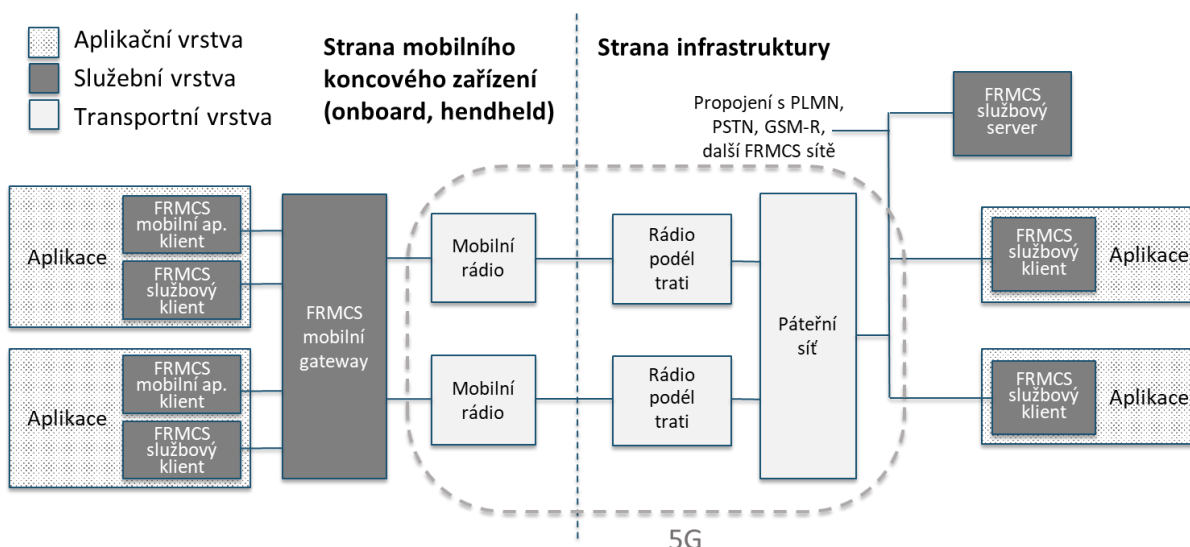 Aplikační vrstva
Služební vrstva
Transportní vrstva
Strana mobilního
koncového zařízení
(onboard, hendheld)
Strana infrastruktury
Propojení s PLMN,
PSTN, GSM-R,
další FRMCS sítě
FRMCS
službový
server
Aplikace
FRMCS
mobilní ap.
klient
FRMCS
službový
klient
Aplikace
FRMCS
mobilní ap.
klient
FRMCS
službový
klient
FRMCS
mobilní
gateway
Mobilní
rádio
Mobilní
rádio
Rádio
podél
trati
Rádio
podél
trati
Páteřní
síť
FRMCS
službový
klient
Aplikace
FRMCS
službový
klient
Aplikace
5G